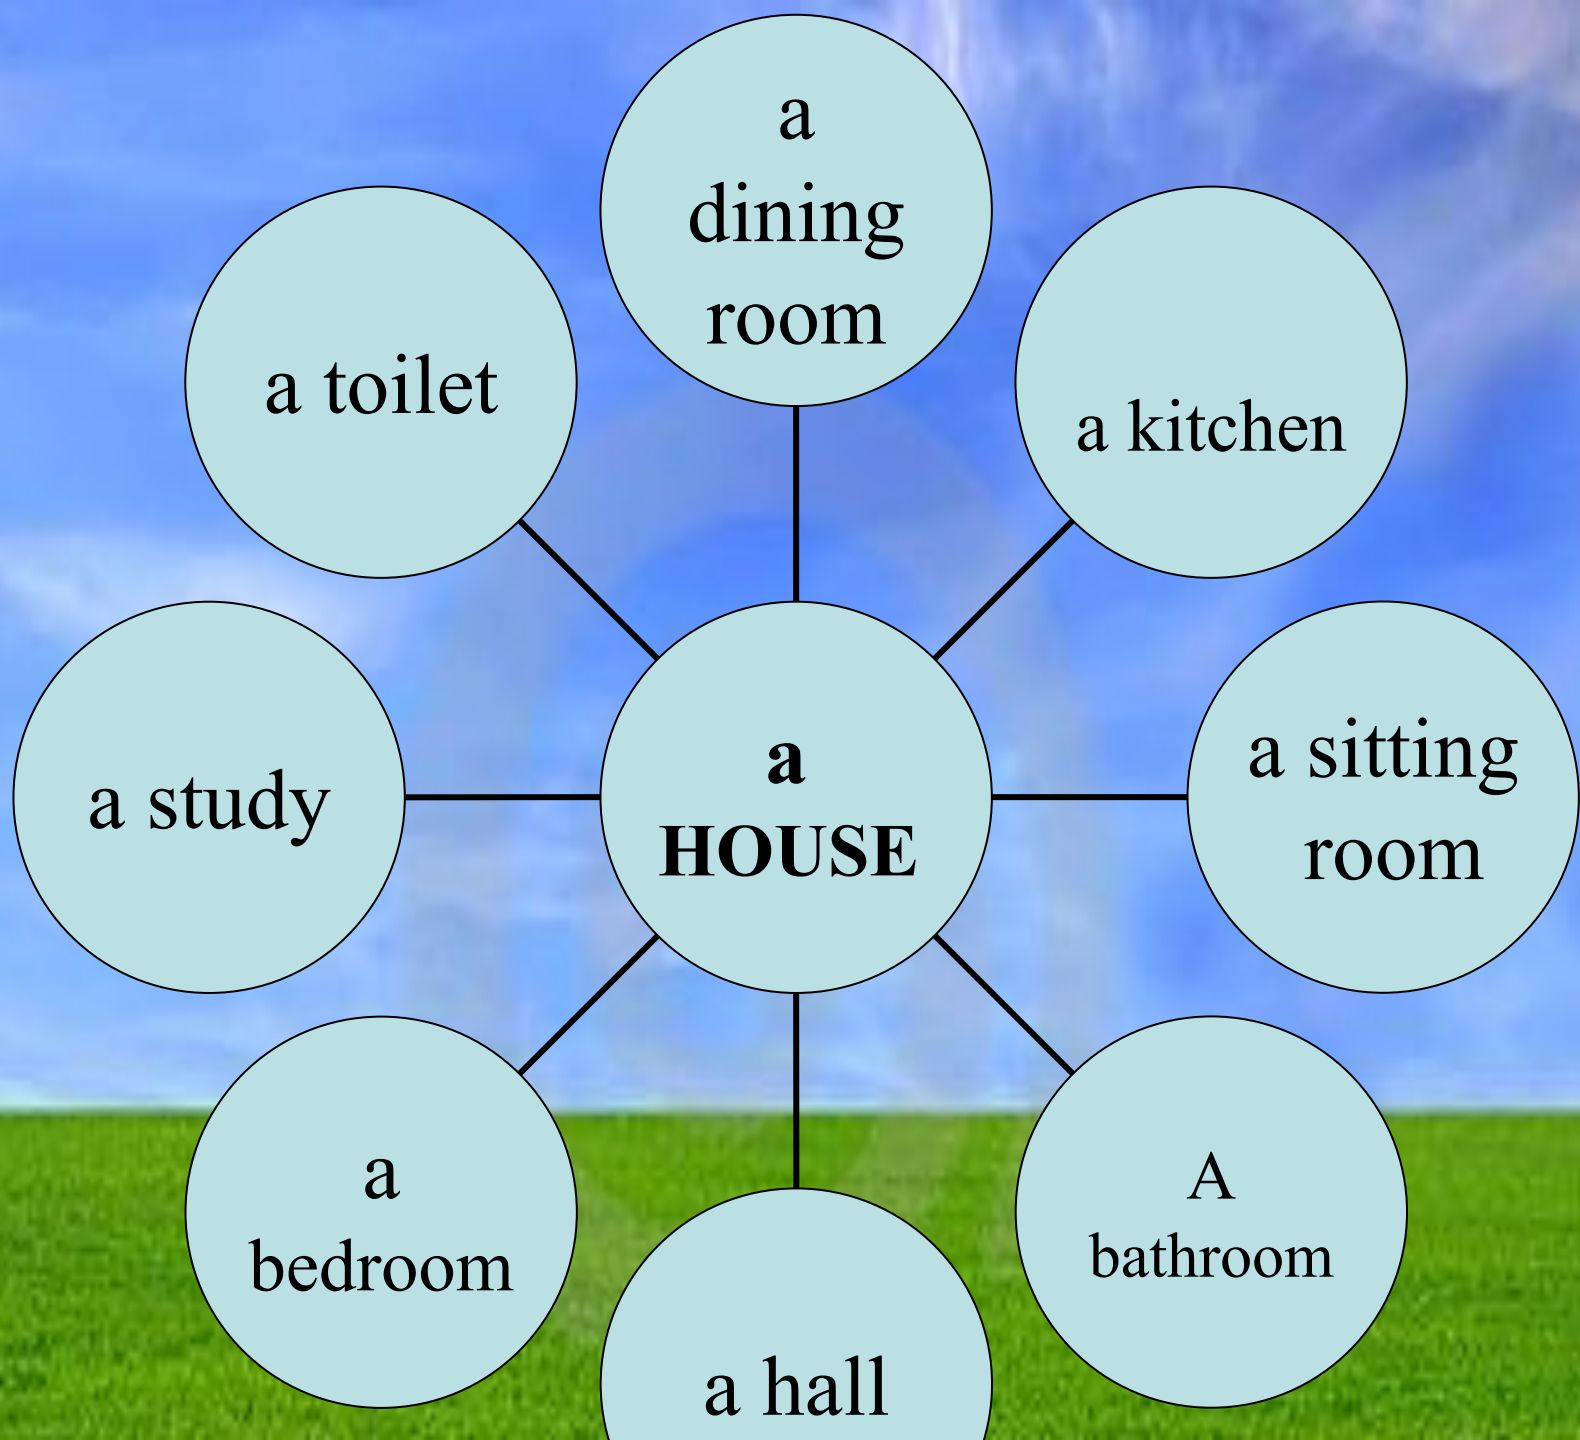 a
dining
room
a toilet
a kitchen
a study
a
HOUSE
a sitting
room
a
bedroom
A
bathroom
a hall